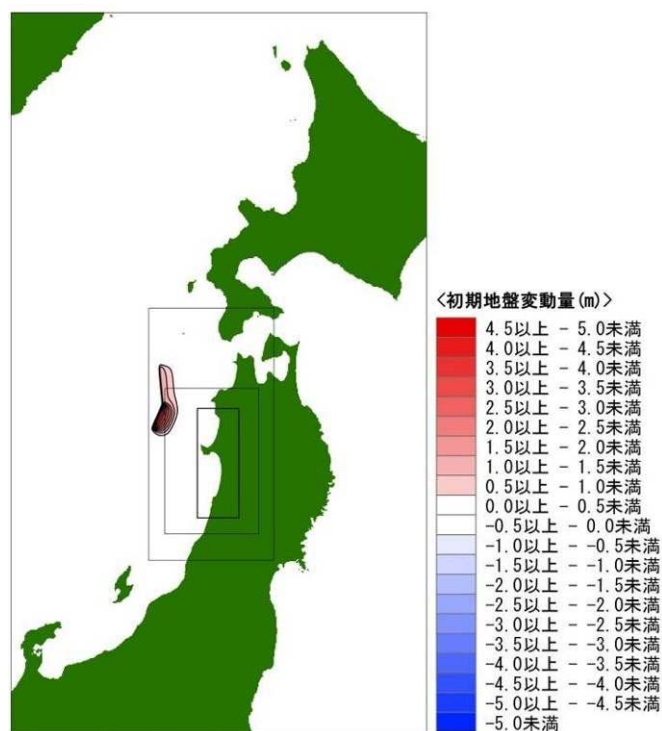 <初期地盤変動量(m)>
4.5以上 - 5.0未満
4.0以上 - 4.5未満
3.5以上 - 4.0未満
3.0以上 - 3.5未満
2.5以上 - 3.0未満
2.0以上 - 2.5未満
1.5以上 - 2.0未満
1.0以上 - 1.5未満
0.5以上 - 1.0未満
0.0以上 - 0.5未満
-0.5以上 - 0.0未満
-1.0以上 - -0.5未満
-1.5以上 - -1.0未満
-2.0以上 - -1.5未満
-2.5以上 - -2.0未満
-3.0以上 - -2.5未満
-3.5以上 - -3.0未満
-4.0以上 - -3.5未満
-4.5以上 - -4.0未満
-5.0以上 - -4.5未満
-5.0未満